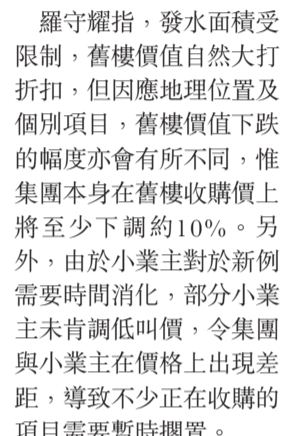 羅守耀指，發水面積受
限制，舊樓價值自然大打
折扣，但因應地理位置及
個別項目，舊樓價值下跌
的幅度亦會有所不同，惟
集團本身在舊樓收購價上
將至少下調約10%。另
外，由於小業主對於新例
需要時間消化，部分小業
主未肯調低叫價，令集團
與小業主在價格上出現差
距，導致不少正在收購的
項目需要暫時擱置。